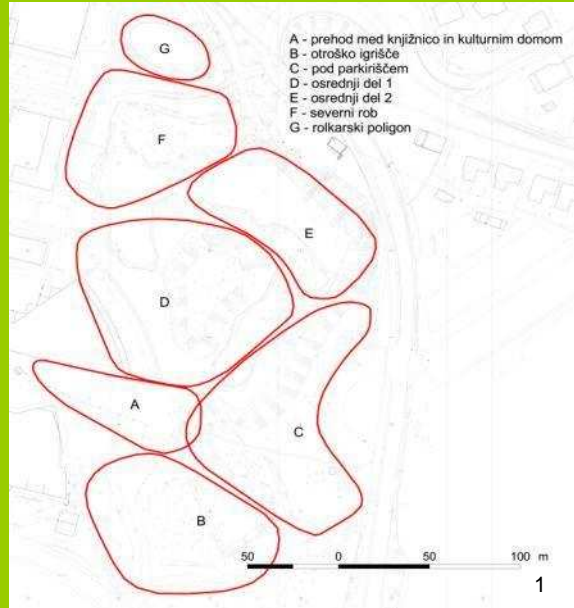 A - prehod med knjižnico in kulturnim domom
B - otroško igrišče
C - pod parkiriščem
D - osrednji del 1
E - osrednji del 2
F - severni rob
G - rolkarski poligon
G
F
E
D
A
C
B
50 0 50 100 m
1